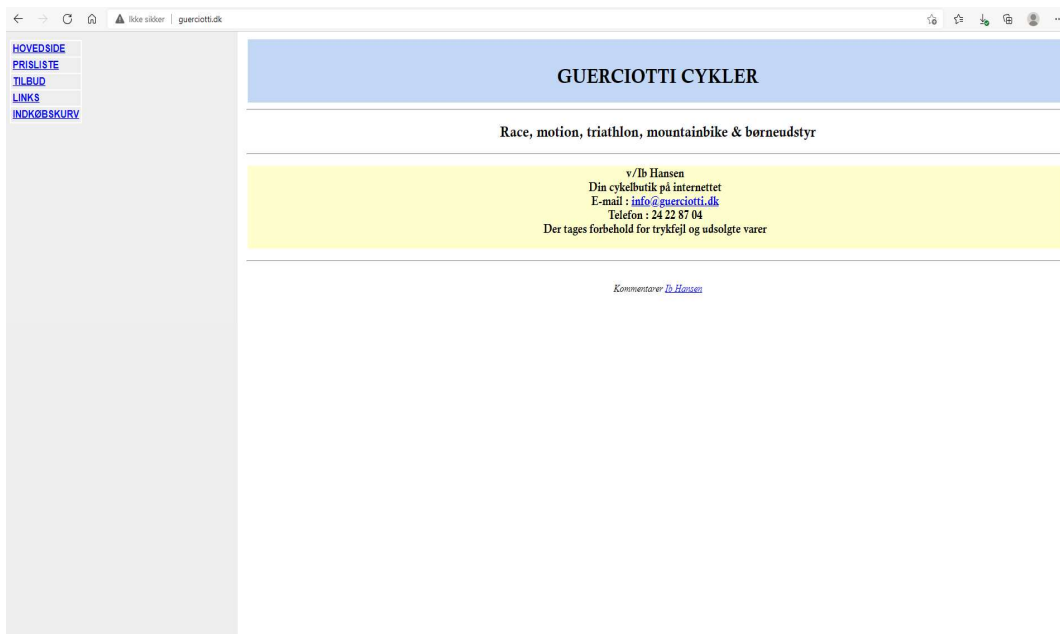 Ikke sikker | guerciotti.dk
HOVEDSIDE
PRISLISTE
TILBUD
LINKS
INDKØBSKURV
GUERCIOTTI CYKLER
Race, motion, triathlon, mountainbike & børneudstyr
v/Ib Hansen
Din cykelbutik på internettet
E-mail : info@guerciotti.dk
Telefon : 24 22 87 04
Der tages forbehold for trykfejl og udsolgte varer
Kommentarer Ib Hansen